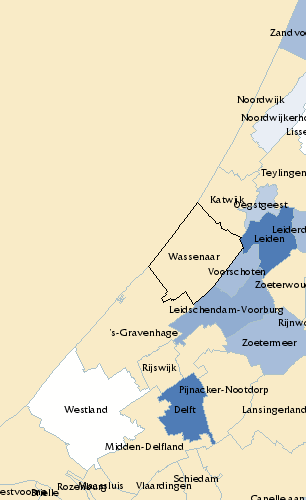 Zandvoo
Noordwijk
Noordwijkerho
Lisse
Teylingen
Katwijk
Oegstgeest
Leiderd
Leiden
Wassenaar
Voorschoten
Zoeterwou
Leidschendam-Voorburg
Rijnwo
's-Gravenhage
Zoetermeer
Rijswijk
Pijnacker-Nootdorp
Westland
Delft
Lansingerland
Midden-Delfland
Schiedam
Maassluis
Vlaardingen
Rozenburg
estvoorne
Brielle
Capelle aan